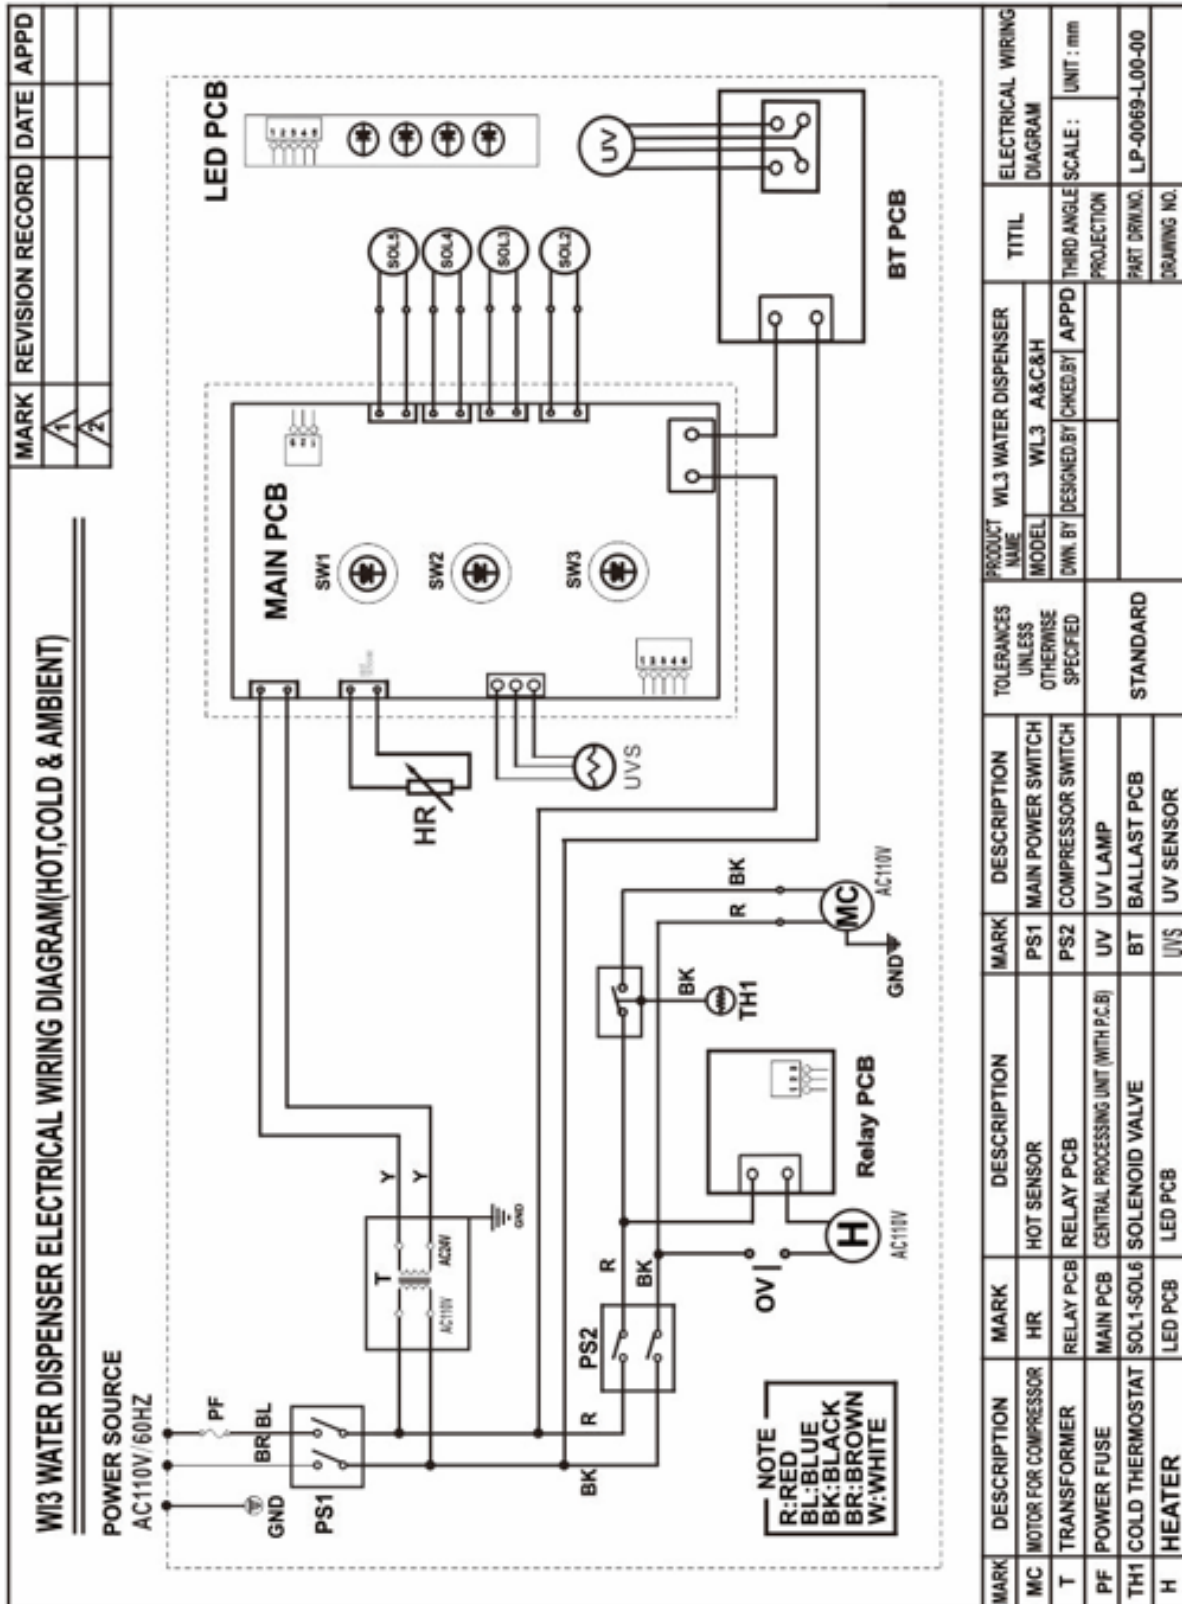 WI3 WATER DISPENSER ELECTRICAL WIRING DIAGRAM(HOT,COLD & AMBIENT)
MARK REVISION RECORD DATE APPD
1
2
POWER SOURCE
AC110V/60HZ
GND
PF
BR BL
PS1
T
AC110V
AC24V
GND
Y
Y
MAIN PCB
SW1
SW2
SW3
HR
UVS
LED PCB
1 2 3 4 5
SOL5
SOL4
SOL3
SOL2
UV
BT PCB
R
BK
PS2
R
BK
OV
H
AC110V
Relay PCB
BK
TH1
R
BK
MC
AC110V
GND
NOTE
R:RED
BL:BLUE
BK:BLACK
BR:BROWN
W:WHITE
MARK DESCRIPTION MARK DESCRIPTION MARK DESCRIPTION
MC MOTOR FOR COMPRESSOR HR HOT SENSOR PS1 MAIN POWER SWITCH
T TRANSFORMER RELAY PCB RELAY PCB PS2 COMPRESSOR SWITCH
PF POWER FUSE MAIN PCB CENTRAL PROCESSING UNIT (WITH P.C.B) UV UV LAMP
TH1 COLD THERMOSTAT SOL1-SOL6 SOLENOID VALVE BT BALLAST PCB
H HEATER LED PCB LED PCB UVS UV SENSOR
TOLERANCES
UNLESS
OTHERWISE
SPECIFIED
STANDARD
PRODUCT NAME WL3 WATER DISPENSER
MODEL WL3 A&C&H
DWN. BY DESIGNED.BY CHKED.BY APPD
TITIL ELECTRICAL WIRING
DIAGRAM
THIRD ANGLE
PROJECTION
SCALE : UNIT : mm
PART DRW.NO. LP-0069-L00-00
DRAWING NO.